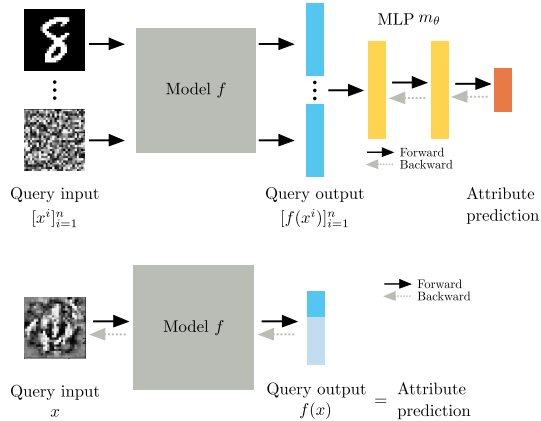 MLP m_θ
Model f
Forward
Backward
Query input
[x^i]_{i=1}^n
Query output
[f(x^i)]_{i=1}^n
Attribute
prediction
Forward
Backward
Model f
Query input
x
Query output
f(x)
=
Attribute
prediction